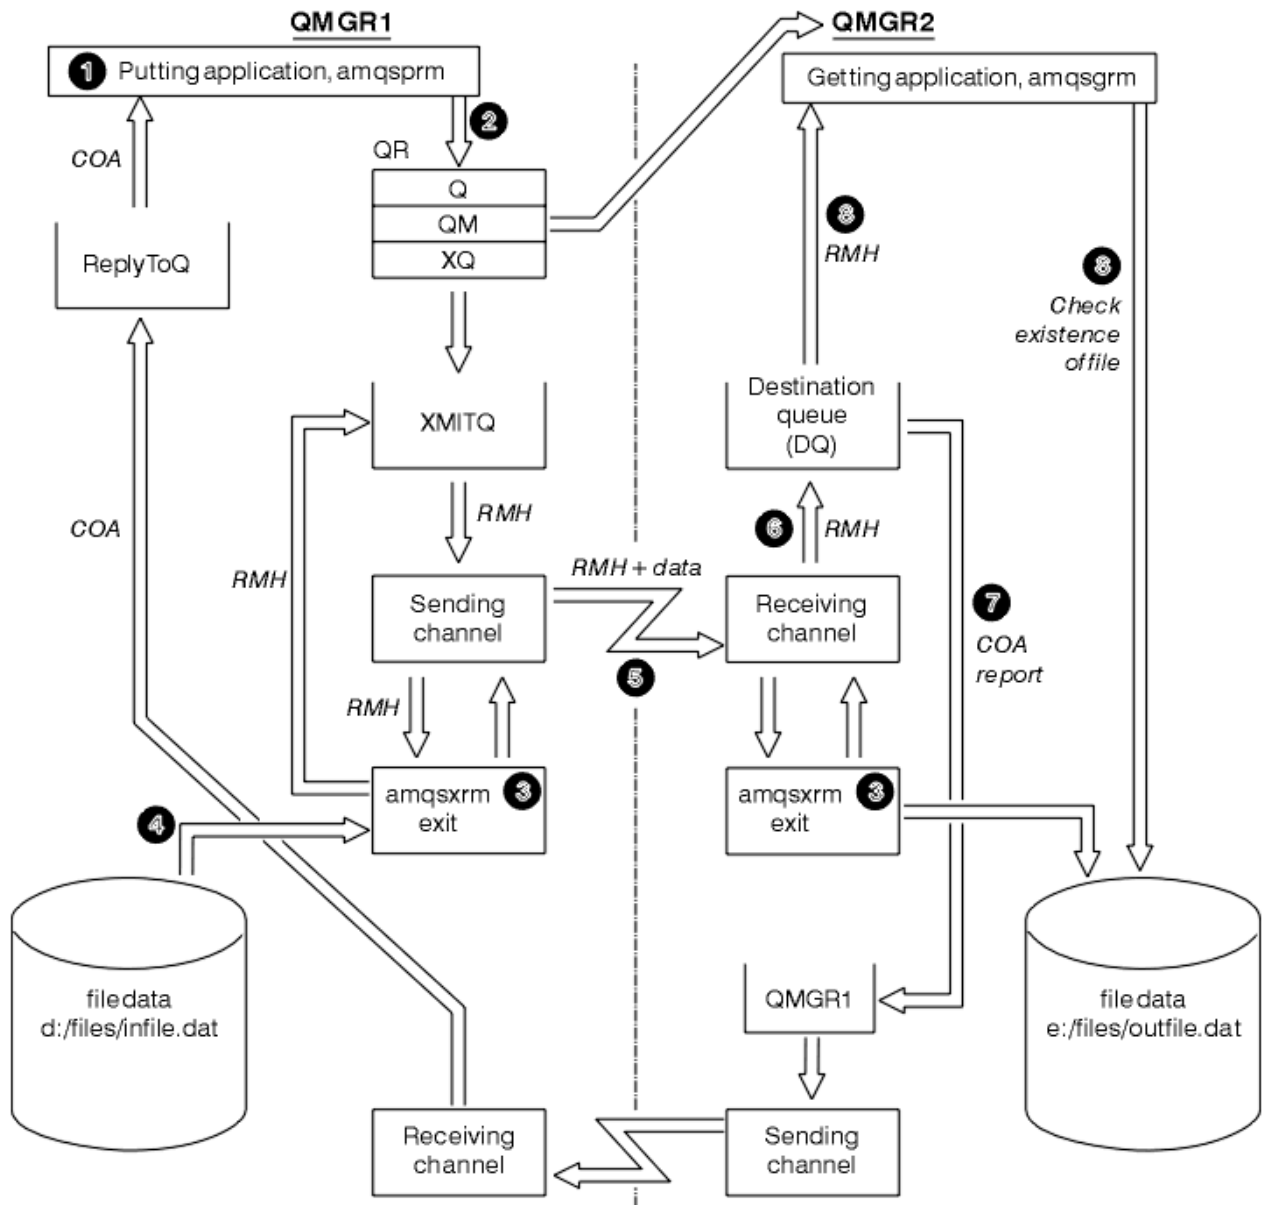 QMGR1
QMGR2
1 Putting application, amqsprm
Getting application, amqsgrm
2
COA
QR
Q
QM
XQ
ReplyToQ
8
RMH
8
Check
existence
of file
XMITQ
Destination
queue
(DQ)
COA
RMH
RMH
6 RMH
RMH + data
Sending
channel
Receiving
channel
7
COA
report
5
RMH
amqsxrm 3
exit
amqsxrm 3
exit
4
file data
d:/files/infile.dat
QMGR1
file data
e:/files/outfile.dat
Receiving
channel
Sending
channel